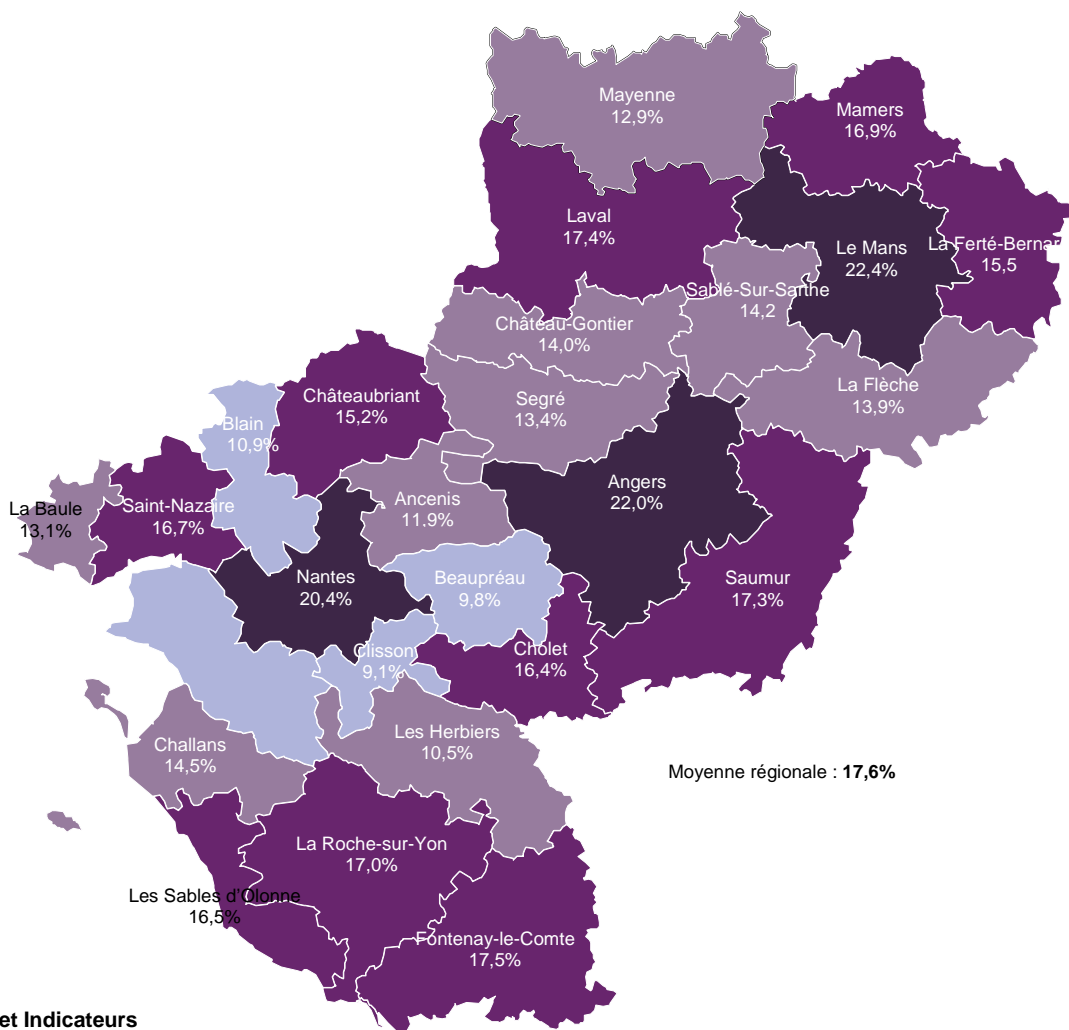 Mayenne
12,9%
Mamers
16,9%
Laval
17,4%
Le Mans
22,4%
La Ferté-Bernar
15,5
Sablé-Sur-Sarthe
14,2
Château-Gontier
14,0%
La Flèche
13,9%
Châteaubriant
15,2%
Segré
13,4%
Blain
10,9%
Angers
22,0%
Ancenis
11.9%
La Baule
13,1%
Saint-Nazaire
16,7%
Nantes
20,4%
Beaupréau
9,8%
Saumur
17,3%
Clisson
9,1%
Cholet
16,4%
Les Herbiers
10,5%
Challans
14,5%
Moyenne régionale : 17,6%
La Roche-sur-Yon
17,0%
Les Sables d'Olonne
16,5%
Fontenay-le-Comte
17,5%
et Indicateurs